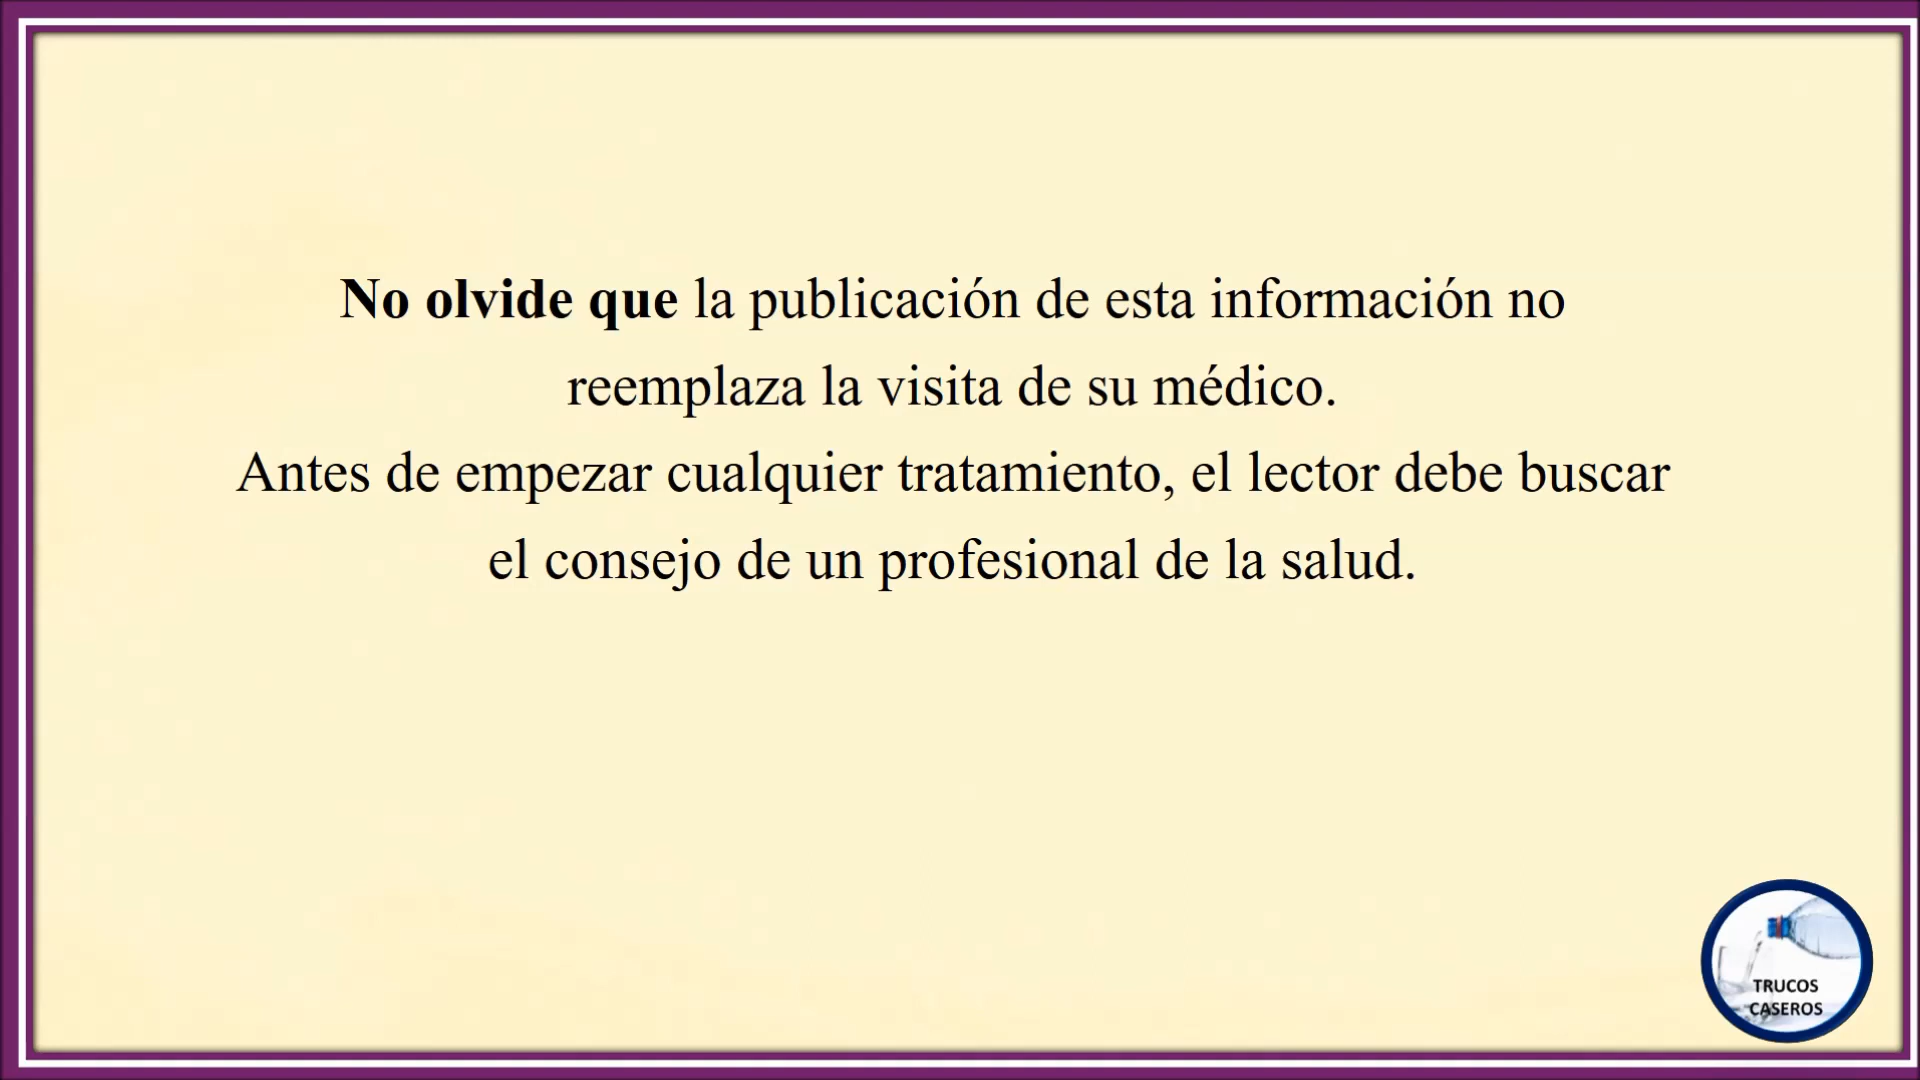 No olvide que la publicación de esta información no
reemplaza la visita de su médico.
Antes de empezar cualquier tratamiento, el lector debe buscar
el consejo de un profesional de la salud.
TRUCOS
CASEROS